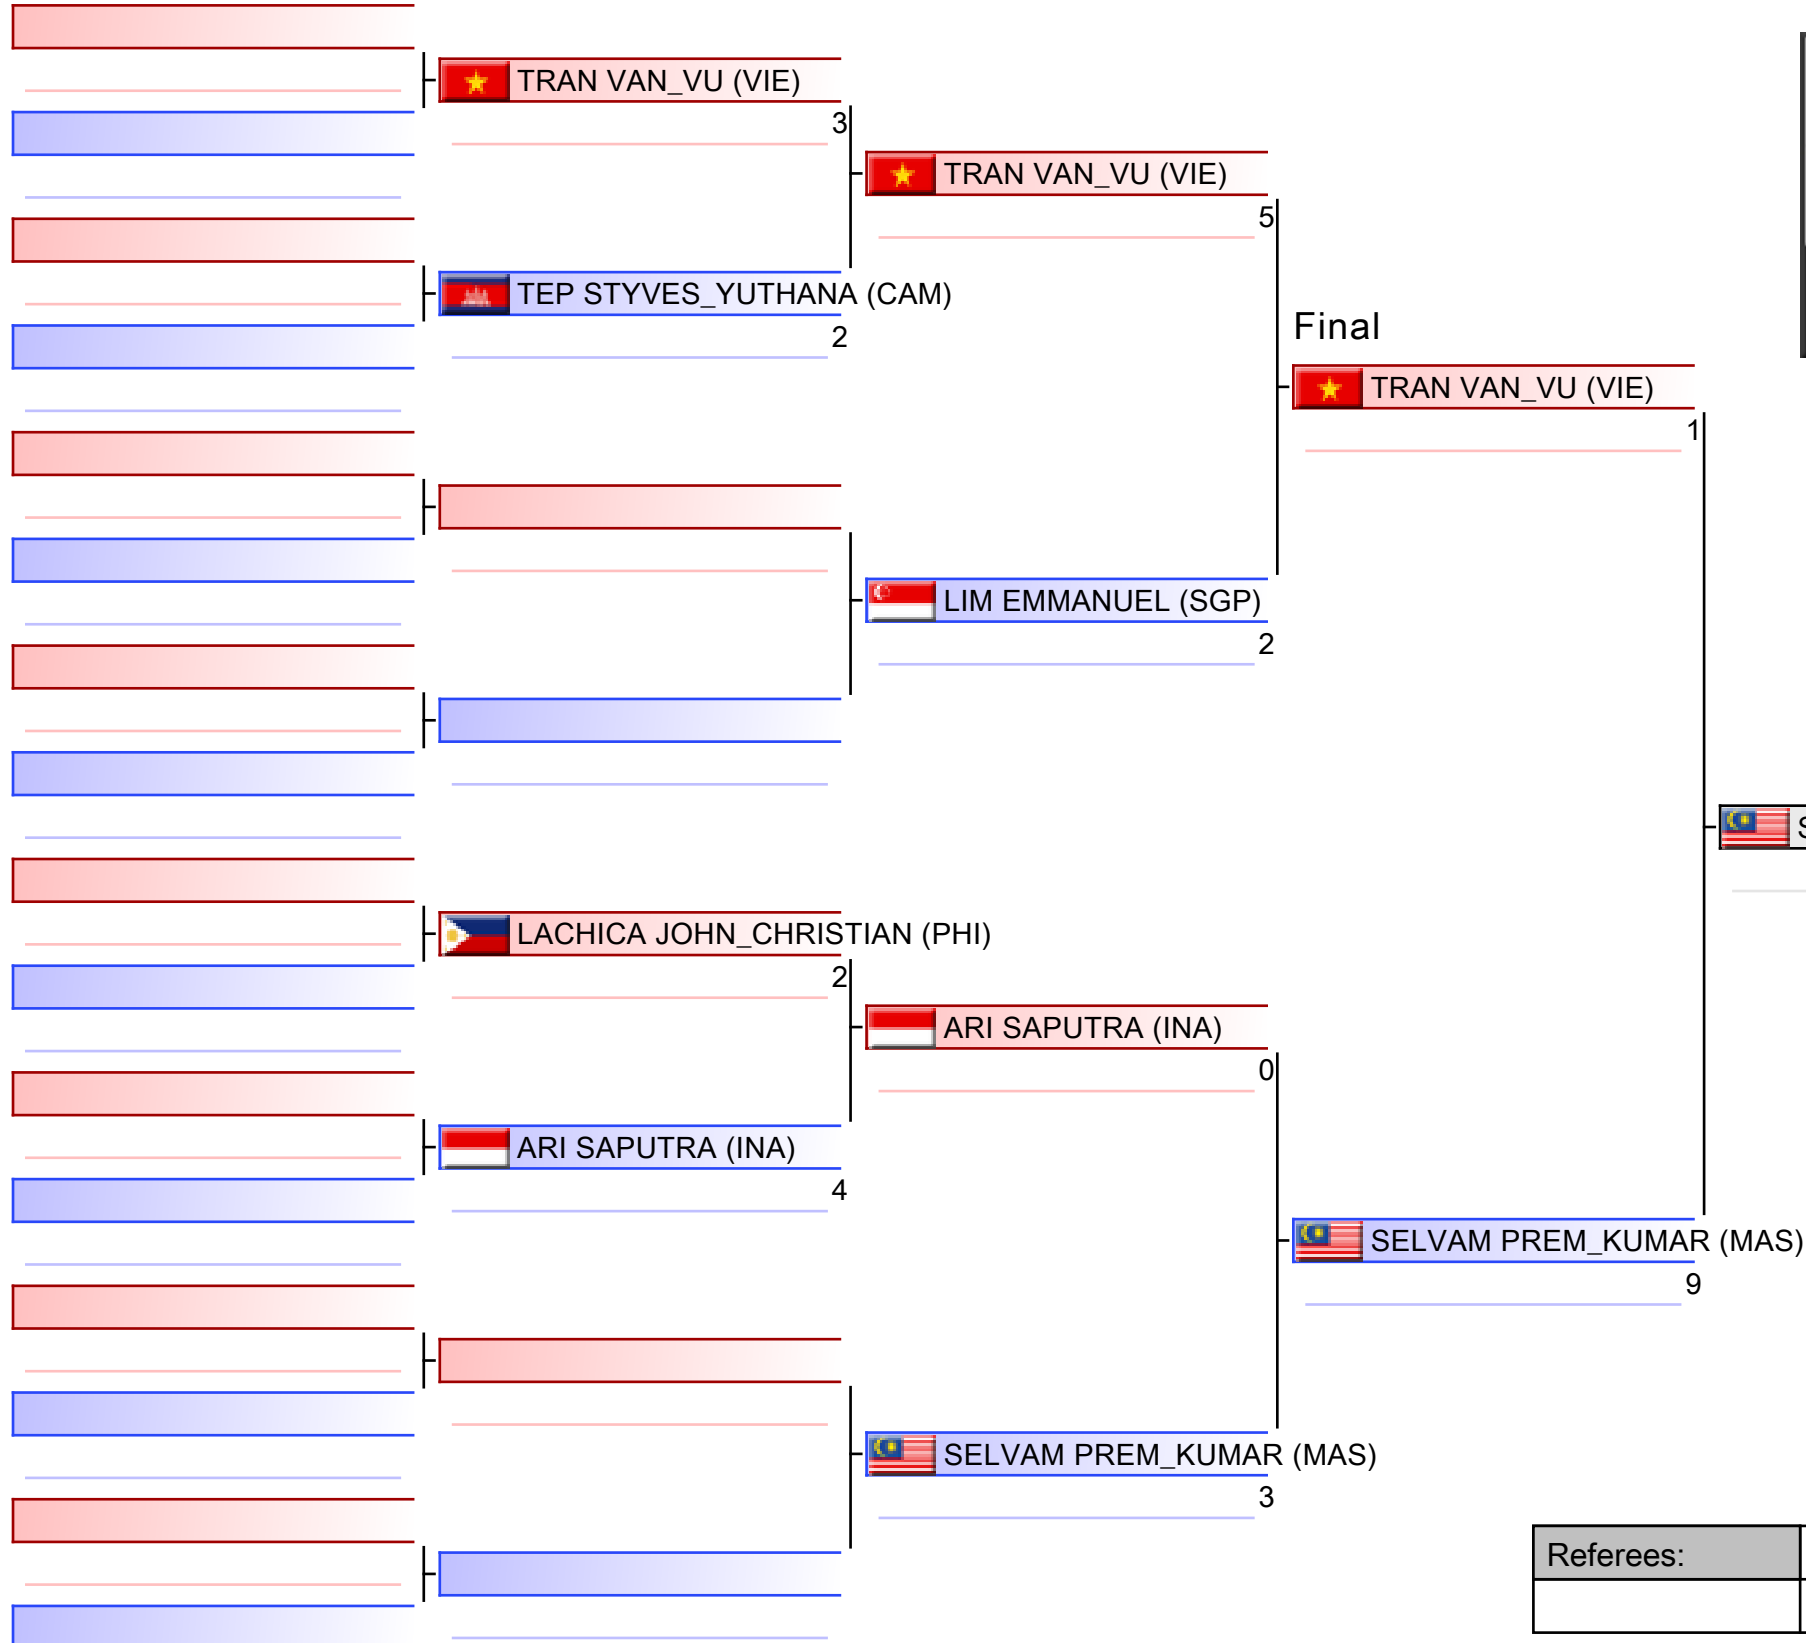 TRAN VAN_VU (VIE)
3
TRAN VAN_VU (VIE)
5
TEP STYVES_YUTHANA (CAM)
2
Final
TRAN VAN_VU (VIE)
1
LIM EMMANUEL (SGP)
2
LACHICA JOHN_CHRISTIAN (PHI)
2
ARI SAPUTRA (INA)
0
ARI SAPUTRA (INA)
4
SELVAM PREM_KUMAR (MAS)
9
SELVAM PREM_KUMAR (MAS)
3
Referees: